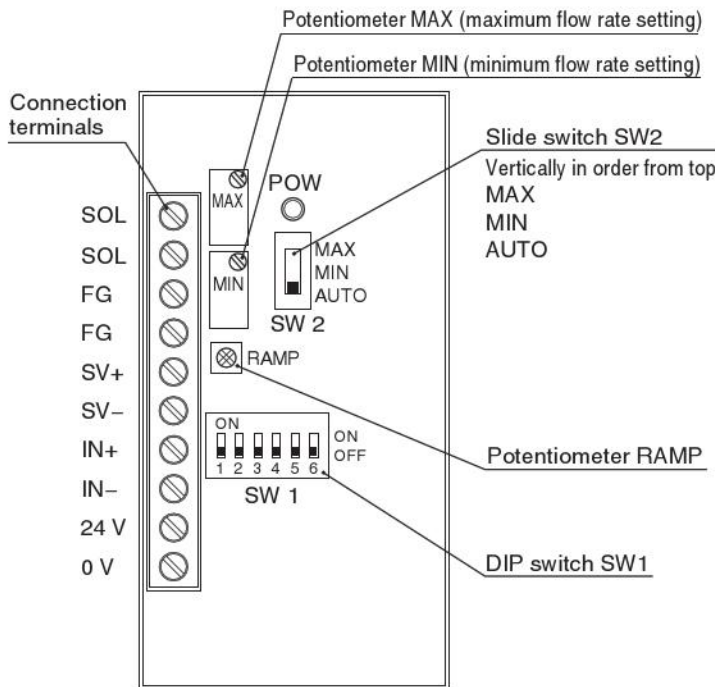 Potentiometer MAX (maximum flow rate setting)
Potentiometer MIN (minimum flow rate setting)
Connection
terminals
Slide switch SW2
Vertically in order from top
MAX
MIN
AUTO
POW
MAX
MAX
MIN
AUTO
MIN
SW 2
RAMP
SOL
SOL
FG
FG
SV+
SV−
IN+
IN−
24 V
0 V
ON
ON
OFF
1 2 3 4 5 6
SW 1
Potentiometer RAMP
DIP switch SW1